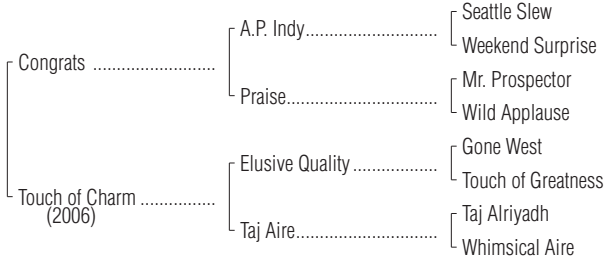 Seattle Slew
A.P. Indy............................
Weekend Surprise
Congrats ..........................
Mr. Prospector
Praise................................
Wild Applause
Gone West
Elusive Quality..................
Touch of Greatness
Touch of Charm ................
(2006)
Taj Alriyadh
Taj Aire..............................
Whimsical Aire